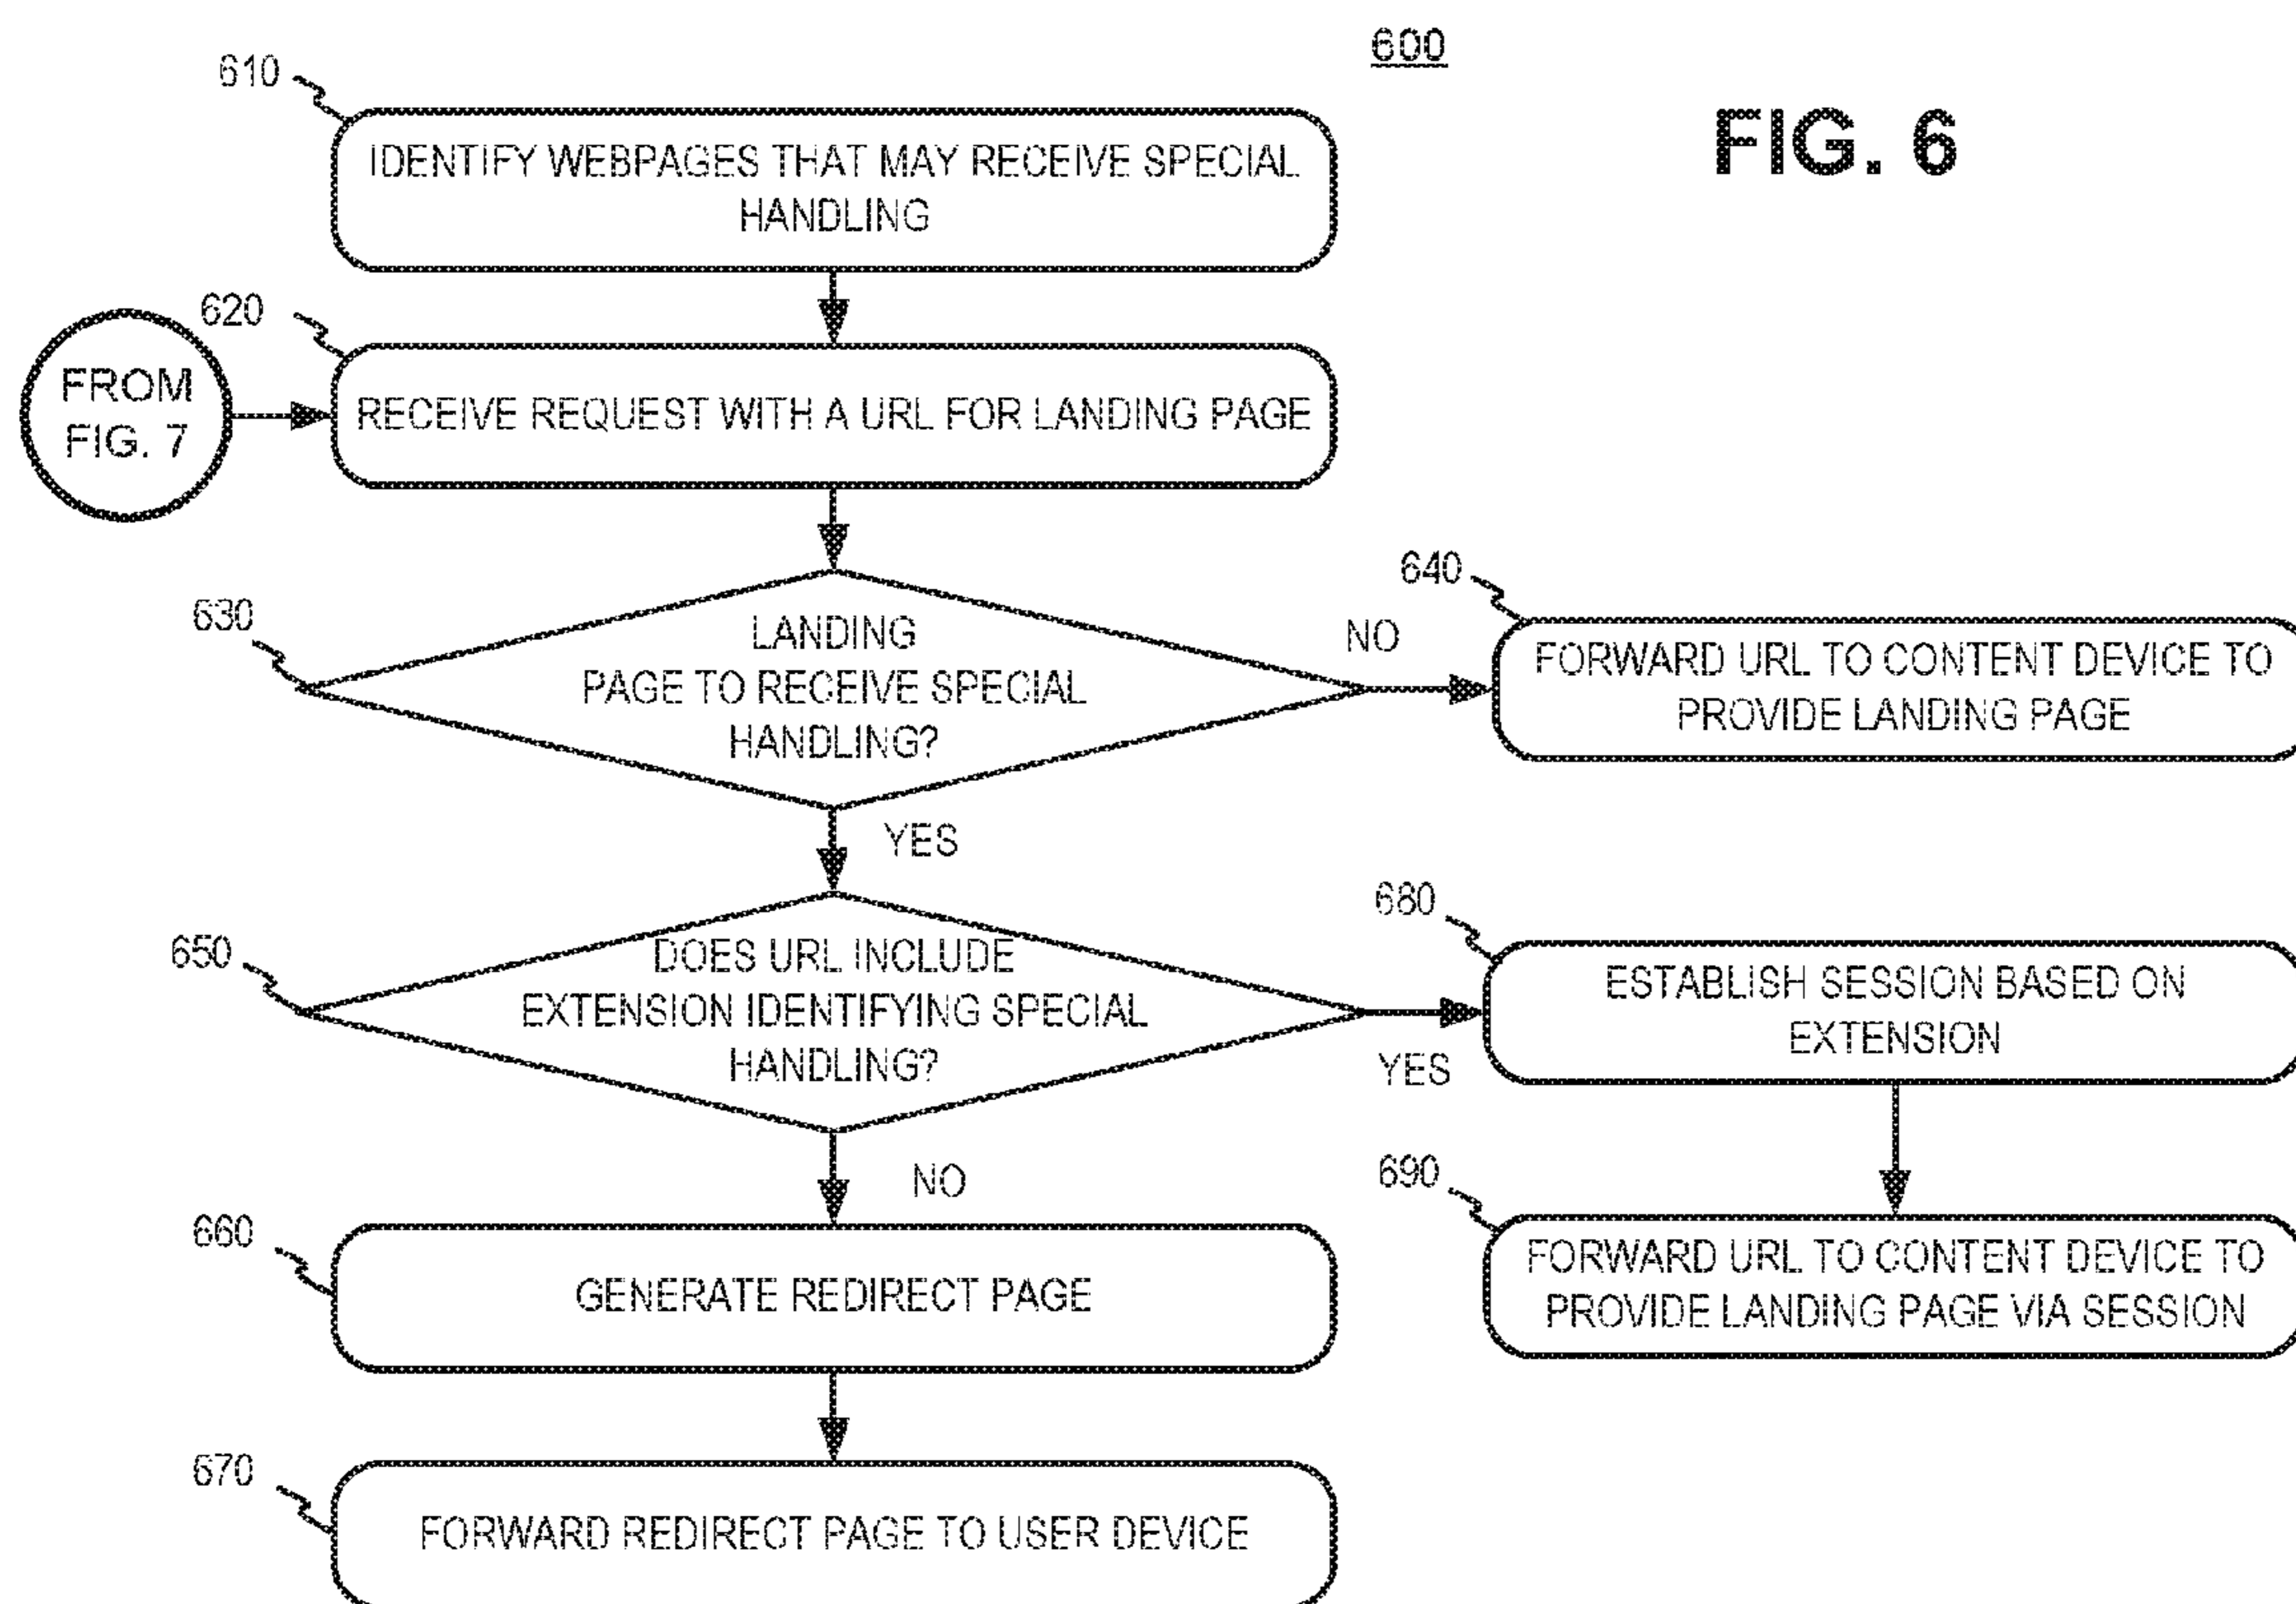 600
FIG. 6
610
IDENTIFY WEBPAGES THAT MAY RECEIVE SPECIAL
HANDLING
620
FROM
FIG. 7
RECEIVE REQUEST WITH A URL FOR LANDING PAGE
630
LANDING
PAGE TO RECEIVE SPECIAL
HANDLING?
NO
640
FORWARD URL TO CONTENT DEVICE TO
PROVIDE LANDING PAGE
YES
650
DOES URL INCLUDE
EXTENSION IDENTIFYING SPECIAL
HANDLING?
YES
680
ESTABLISH SESSION BASED ON
EXTENSION
NO
690
FORWARD URL TO CONTENT DEVICE TO
PROVIDE LANDING PAGE VIA SESSION
660
GENERATE REDIRECT PAGE
670
FORWARD REDIRECT PAGE TO USER DEVICE